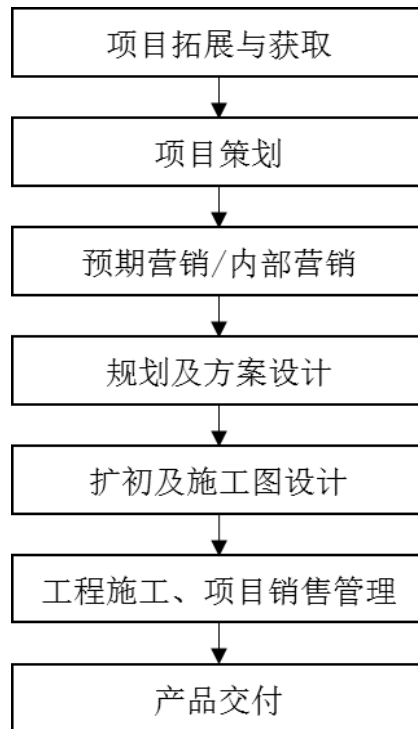 项目拓展与获取
项目策划
预期营销/内部营销
规划及方案设计
扩初及施工图设计
工程施工、项目销售管理
产品交付